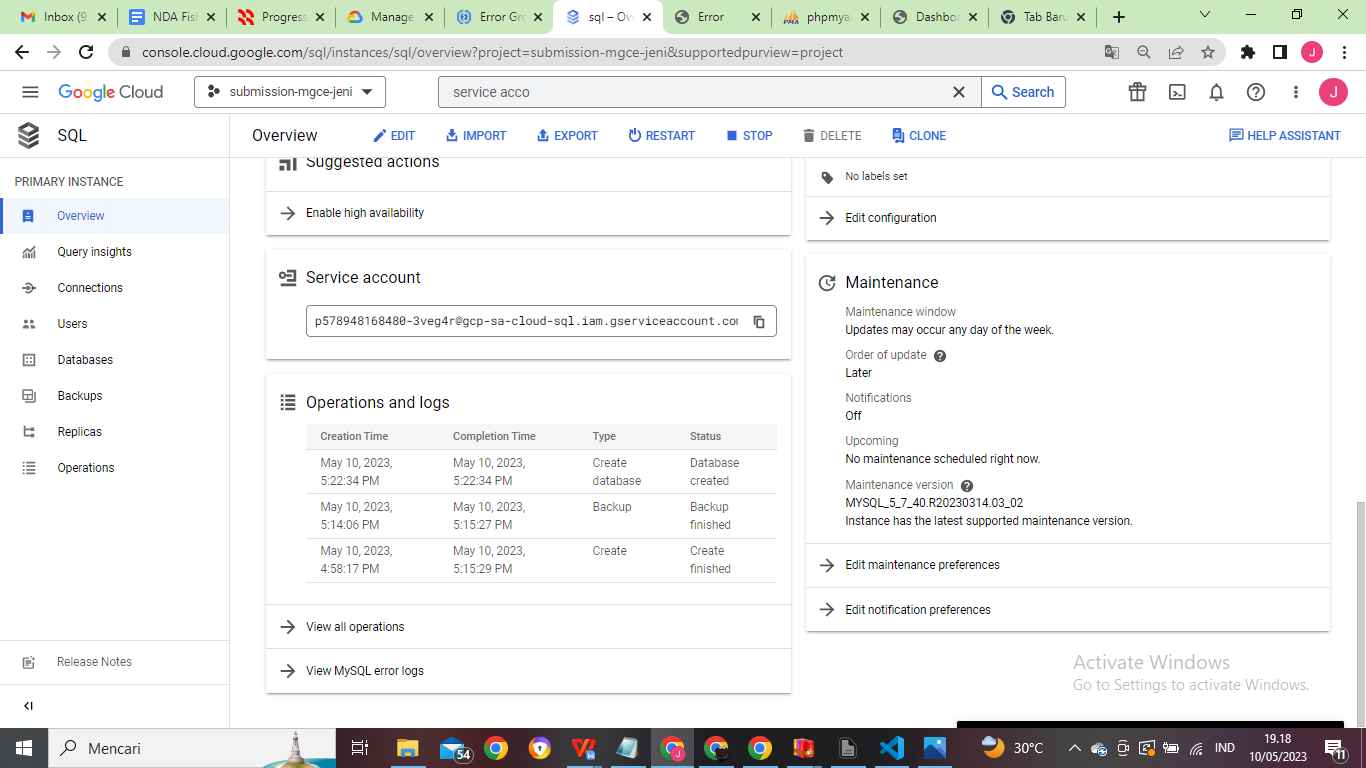 Inbox (9
NDA Fis
Progress
Manage
Error Gro
sql – Ov
Error
phpmya
Dashboa
Tab Baru
console.cloud.google.com/sql/instances/sql/overview?project=submission-mgce-jeni&supportedpurview=project
J
Google Cloud
submission-mgce-jeni
service acco
Search
J
SQL
Overview
EDIT
IMPORT
EXPORT
RESTART
STOP
DELETE
CLONE
HELP ASSISTANT
PRIMARY INSTANCE
Overview
Query insights
Connections
Users
Databases
Backups
Replicas
Operations
Release Notes
Suggested actions
Enable high availability
Service account
p578948168480-3veg4r@gcp-sa-cloud-sql.iam.gserviceaccount.com
Operations and logs
Creation Time Completion Time Type Status
May 10, 2023, May 10, 2023, Create Database
5:22:34 PM 5:22:34 PM database created
May 10, 2023, May 10, 2023, Backup Backup
5:14:06 PM 5:15:27 PM finished
May 10, 2023, May 10, 2023, Create Create
4:58:17 PM 5:15:29 PM finished
View all operations
View MySQL error logs
No labels set
Edit configuration
Maintenance
Maintenance window
Updates may occur any day of the week.
Order of update
Later
Notifications
Off
Upcoming
No maintenance scheduled right now.
Maintenance version
MYSQL_5_7_40.R20230314.03_02
Instance has the latest supported maintenance version.
Edit maintenance preferences
Edit notification preferences
Activate Windows
Go to Settings to activate Windows.
Mencari
54
30°C
IND
19.18
10/05/2023
11